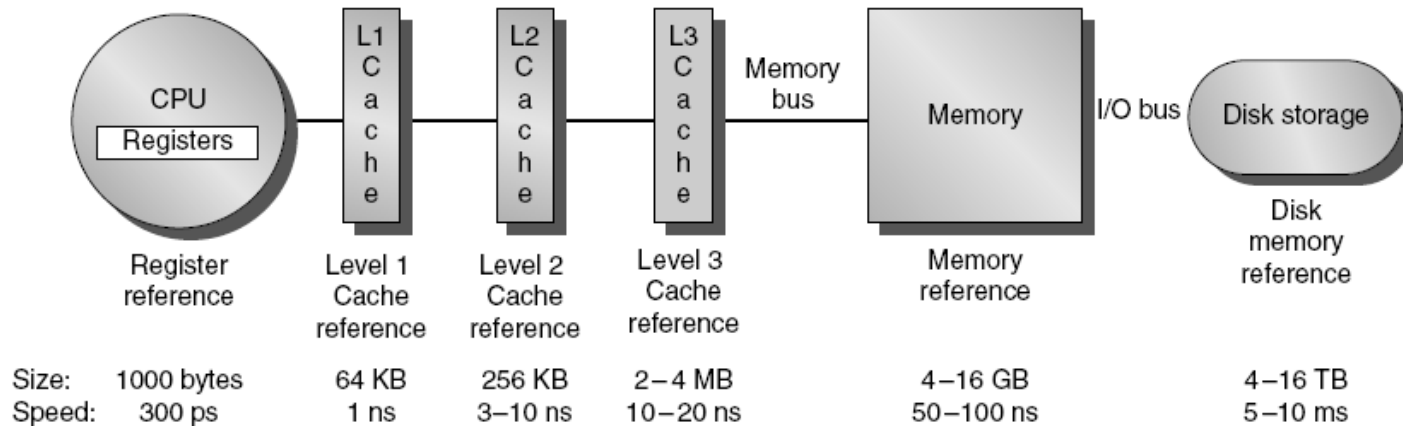 CPU
Registers
L1
C
a
c
h
e
L2
C
a
c
h
e
L3
C
a
c
h
e
Memory
bus
Memory
I/O bus
Disk storage
Register
reference
Level 1
Cache
reference
Level 2
Cache
reference
Level 3
Cache
reference
Memory
reference
Disk
memory
reference
Size: 1000 bytes 64 KB 256 KB 2–4 MB 4–16 GB 4–16 TB
Speed: 300 ps 1 ns 3–10 ns 10–20 ns 50–100 ns 5–10 ms